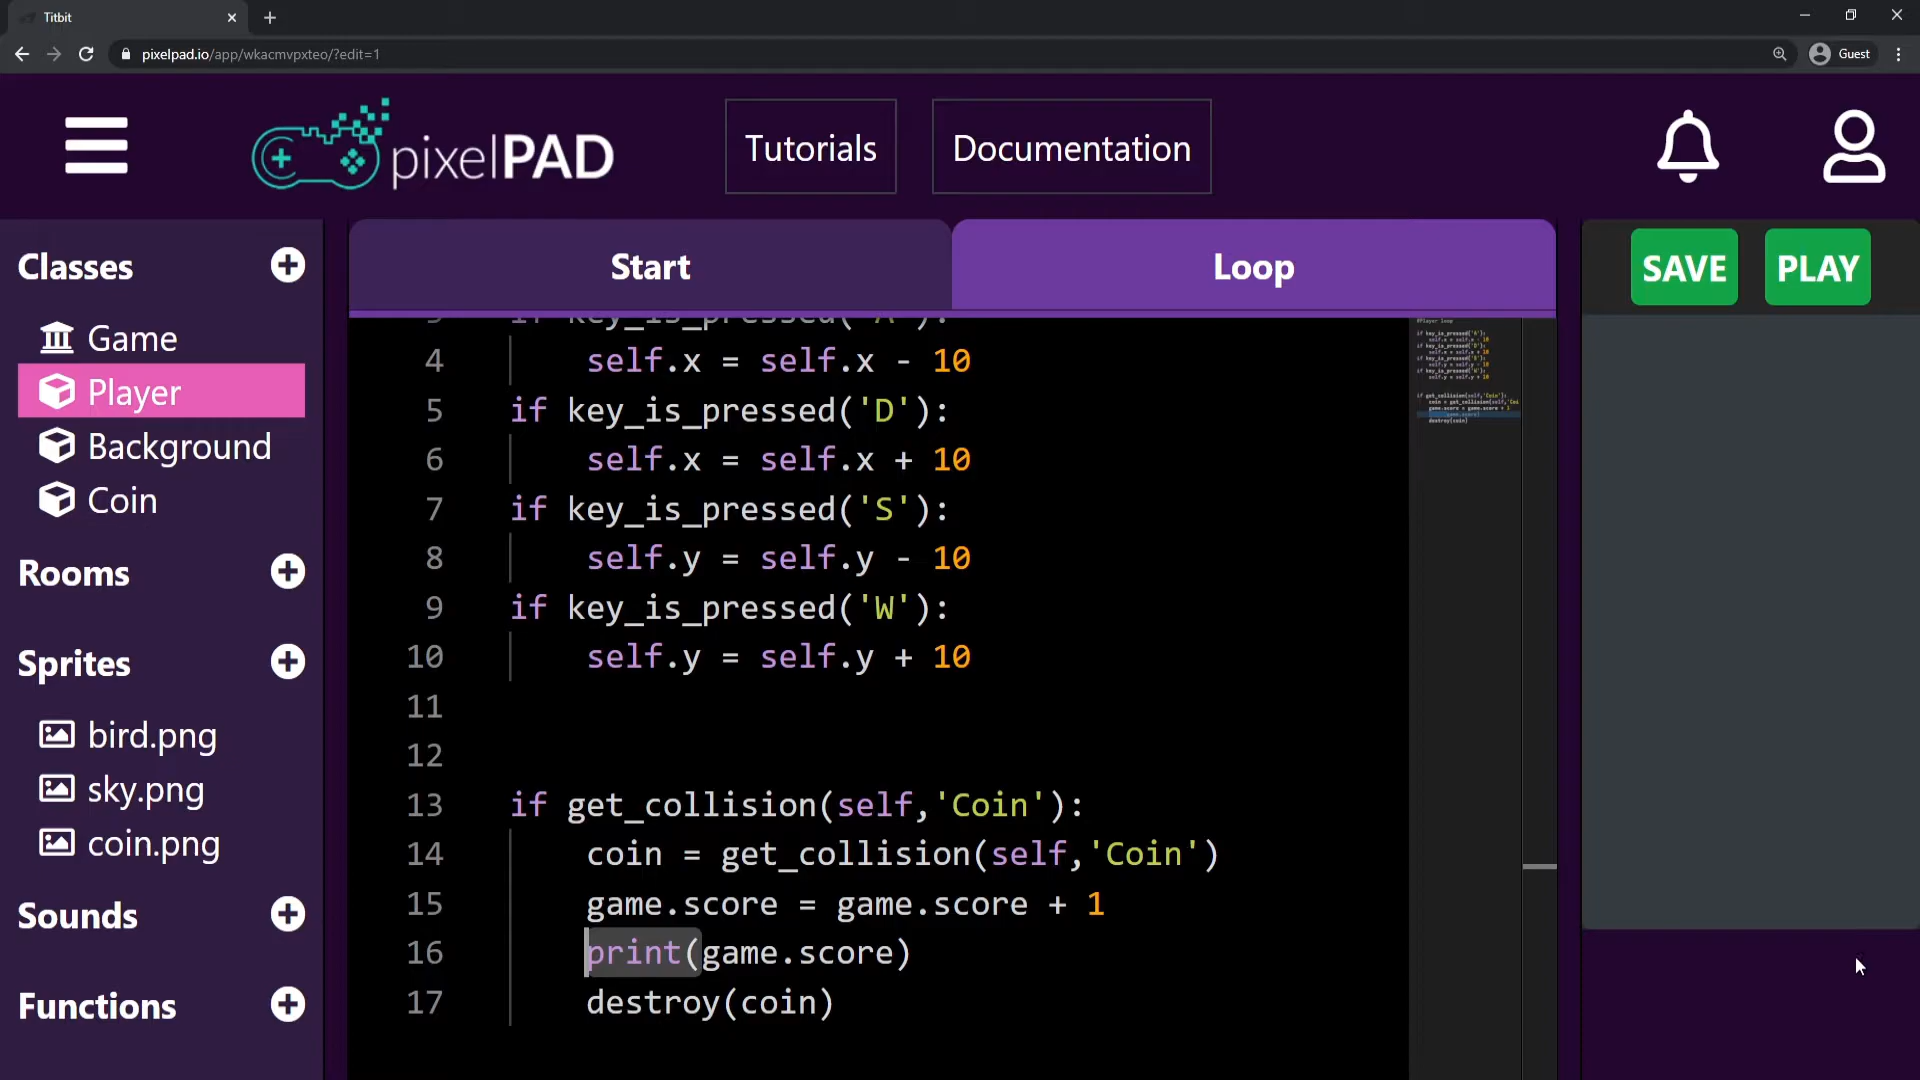 Titbit
pixelpad.io/app/wkacmvpxteo/?edit=1
Guest
pixelPAD
Tutorials
Documentation
Classes
Game
Player
Background
Coin
Rooms
Sprites
bird.png
sky.png
coin.png
Sounds
Functions
Start
Loop
SAVE
PLAY
3 if key_is_pressed('A'):
4 self.x = self.x - 10
5 if key_is_pressed('D'):
6 self.x = self.x + 10
7 if key_is_pressed('S'):
8 self.y = self.y - 10
9 if key_is_pressed('W'):
10 self.y = self.y + 10
11
12
13 if get_collision(self,'Coin'):
14 coin = get_collision(self,'Coin')
15 game.score = game.score + 1
16 print(game.score)
17 destroy(coin)